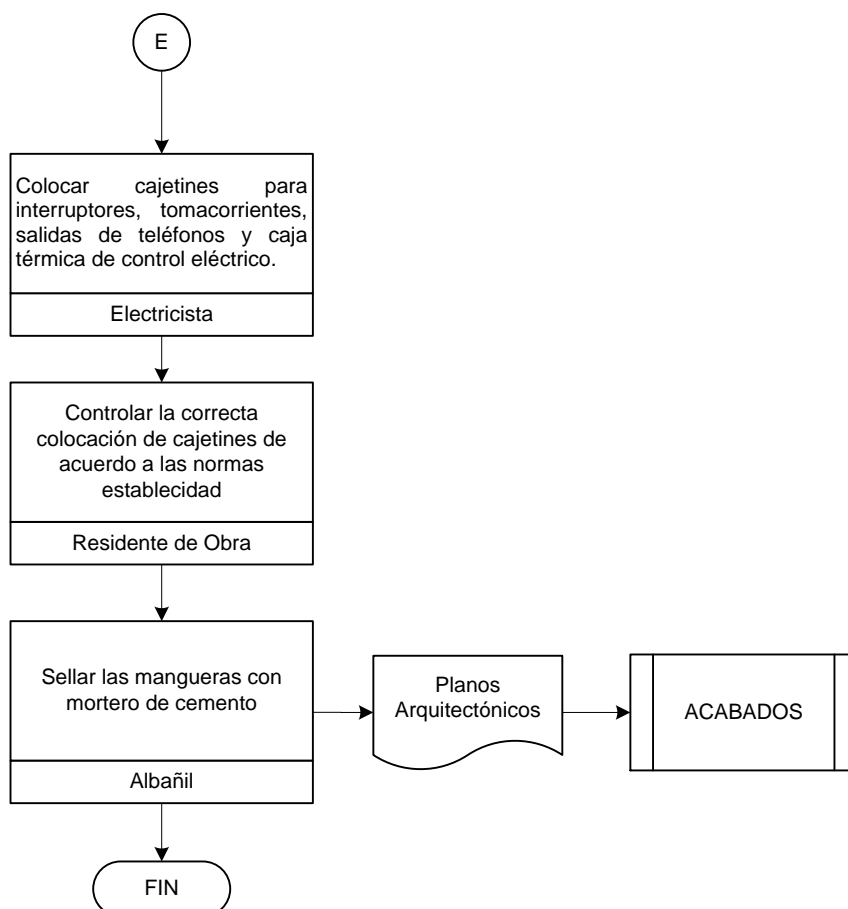 E
Colocar cajetines para
interruptores, tomacorrientes,
salidas de teléfonos y caja
térmica de control eléctrico.
Electricista
Controlar la correcta
colocación de cajetines de
acuerdo a las normas
establecidad
Residente de Obra
Sellar las mangueras con
mortero de cemento
Albañil
Planos
Arquitectónicos
ACABADOS
FIN